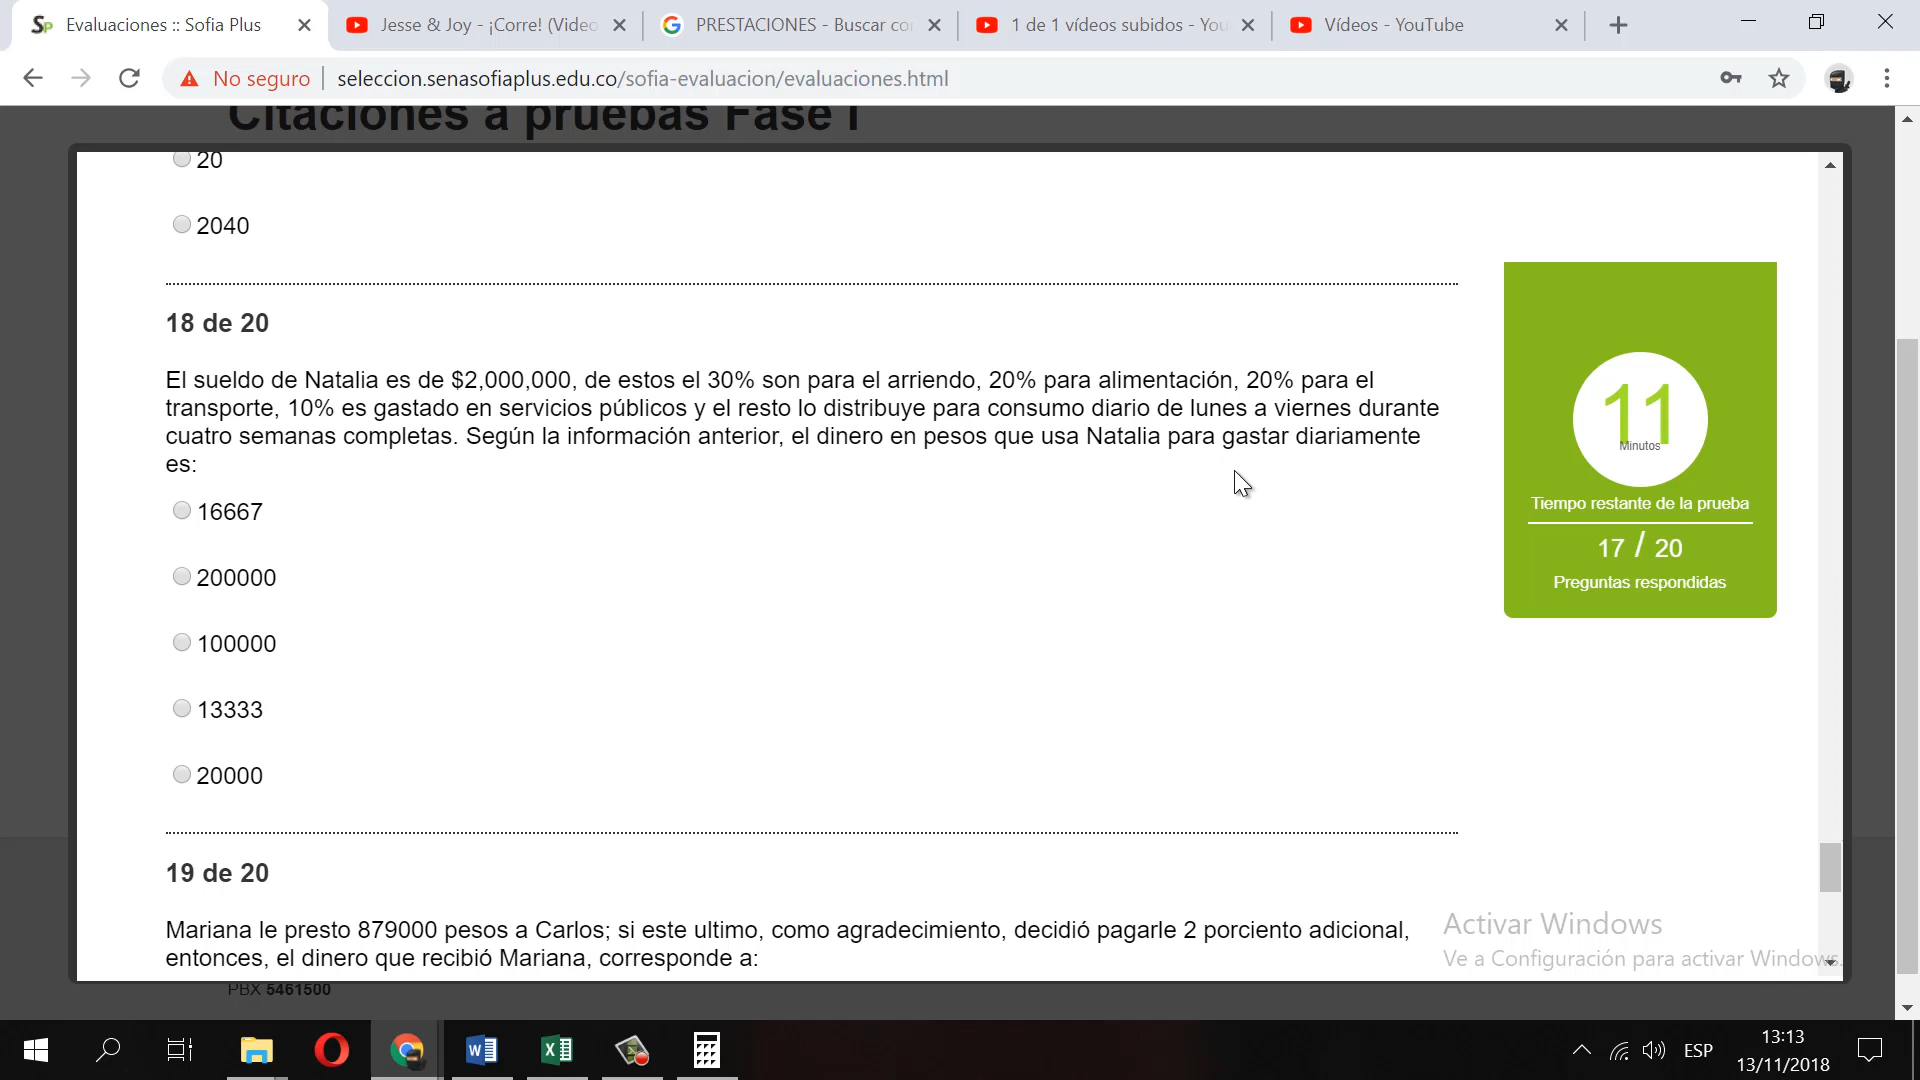 Evaluaciones :: Sofia Plus
Jesse & Joy - ¡Corre! (Video
PRESTACIONES - Buscar co
1 de 1 vídeos subidos - You
Vídeos - YouTube
No seguro
seleccion.senasofiaplus.edu.co/sofia-evaluacion/evaluaciones.html
Citaciones a pruebas Fase I
20
2040
18 de 20
El sueldo de Natalia es de $2,000,000, de estos el 30% son para el arriendo, 20% para alimentación, 20% para el
transporte, 10% es gastado en servicios públicos y el resto lo distribuye para consumo diario de lunes a viernes durante
cuatro semanas completas. Según la información anterior, el dinero en pesos que usa Natalia para gastar diariamente
es:
16667
200000
100000
13333
20000
11
Minutos
Tiempo restante de la prueba
17 / 20
Preguntas respondidas
19 de 20
Mariana le presto 879000 pesos a Carlos; si este ultimo, como agradecimiento, decidió pagarle 2 porciento adicional,
entonces, el dinero que recibió Mariana, corresponde a:
Activar Windows
Ve a Configuración para activar Windows.
PBX 5461500
ESP
13:13
13/11/2018